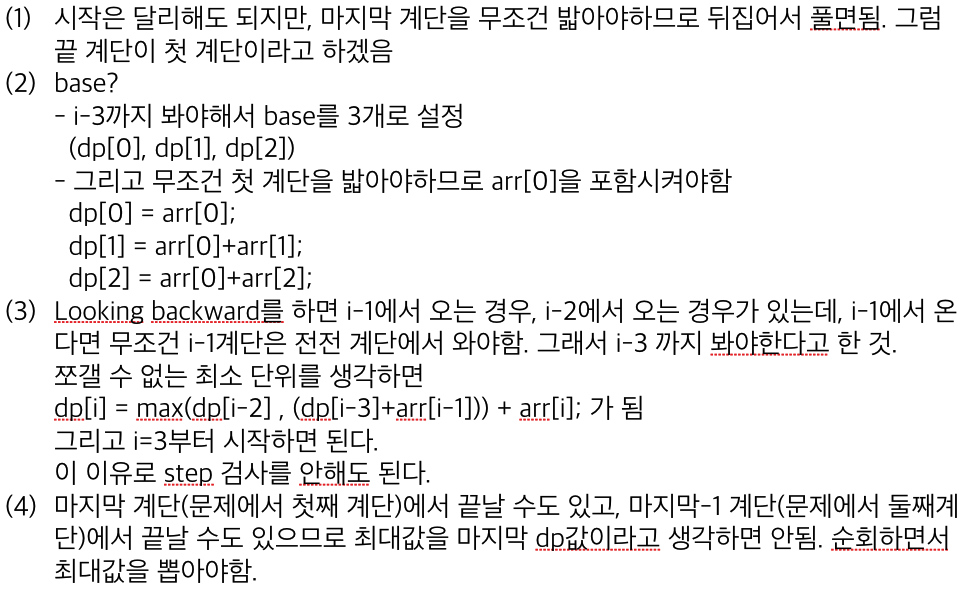 (1) 시작은 달리해도 되지만, 마지막 계단을 무조건 밟아야하므로 뒤집어서 풀면됨. 그럼
끝 계단이 첫 계단이라고 하겠음
(2) base?
- i-3까지 봐야해서 base를 3개로 설정
(dp[0], dp[1], dp[2])
- 그리고 무조건 첫 계단을 밟아야하므로 arr[0]을 포함시켜야함
dp[0] = arr[0];
dp[1] = arr[0]+arr[1];
dp[2] = arr[0]+arr[2];
(3) Looking backward를 하면 i-1에서 오는 경우, i-2에서 오는 경우가 있는데, i-1에서 온
다면 무조건 i-1계단은 전전 계단에서 와야함. 그래서 i-3 까지 봐야한다고 한 것.
쪼갤 수 없는 최소 단위를 생각하면
dp[i] = max(dp[i-2] , (dp[i-3]+arr[i-1])) + arr[i]; 가 됨
그리고 i=3부터 시작하면 된다.
이 이유로 step 검사를 안해도 된다.
(4) 마지막 계단(문제에서 첫째 계단)에서 끝날 수도 있고, 마지막-1 계단(문제에서 둘째계
단)에서 끝날 수도 있으므로 최대값을 마지막 dp값이라고 생각하면 안됨. 순회하면서
최대값을 뽑아야함.